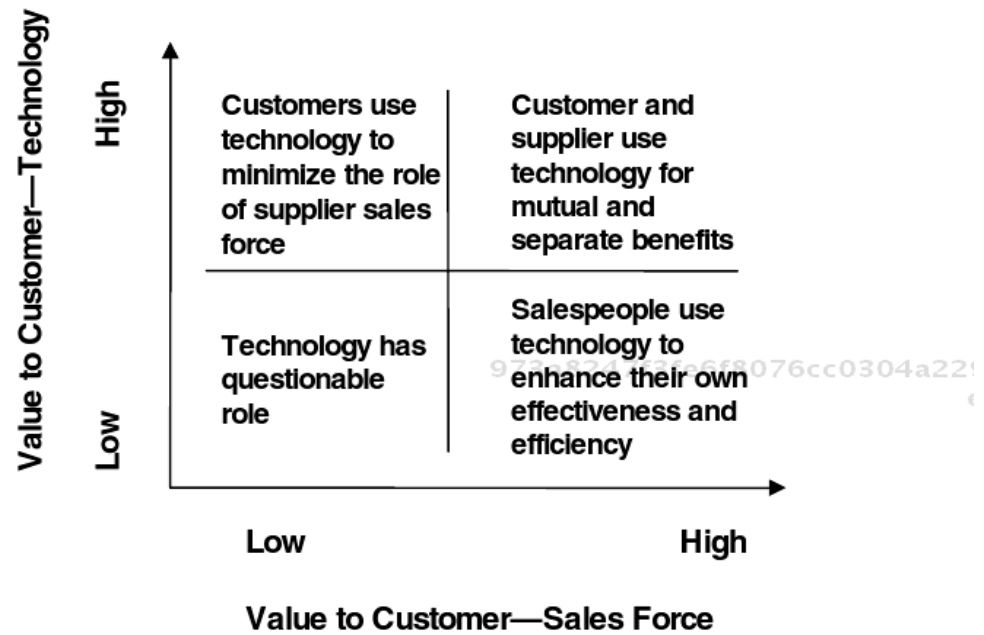 Value to Customer—Technology
High
Low
Customers use
technology to
minimize the role
of supplier sales
force
Customer and
supplier use
technology for
mutual and
separate benefits
Technology has
questionable
role
Salespeople use
technology to
enhance their own
effectiveness and
efficiency
Low
High
Value to Customer—Sales Force